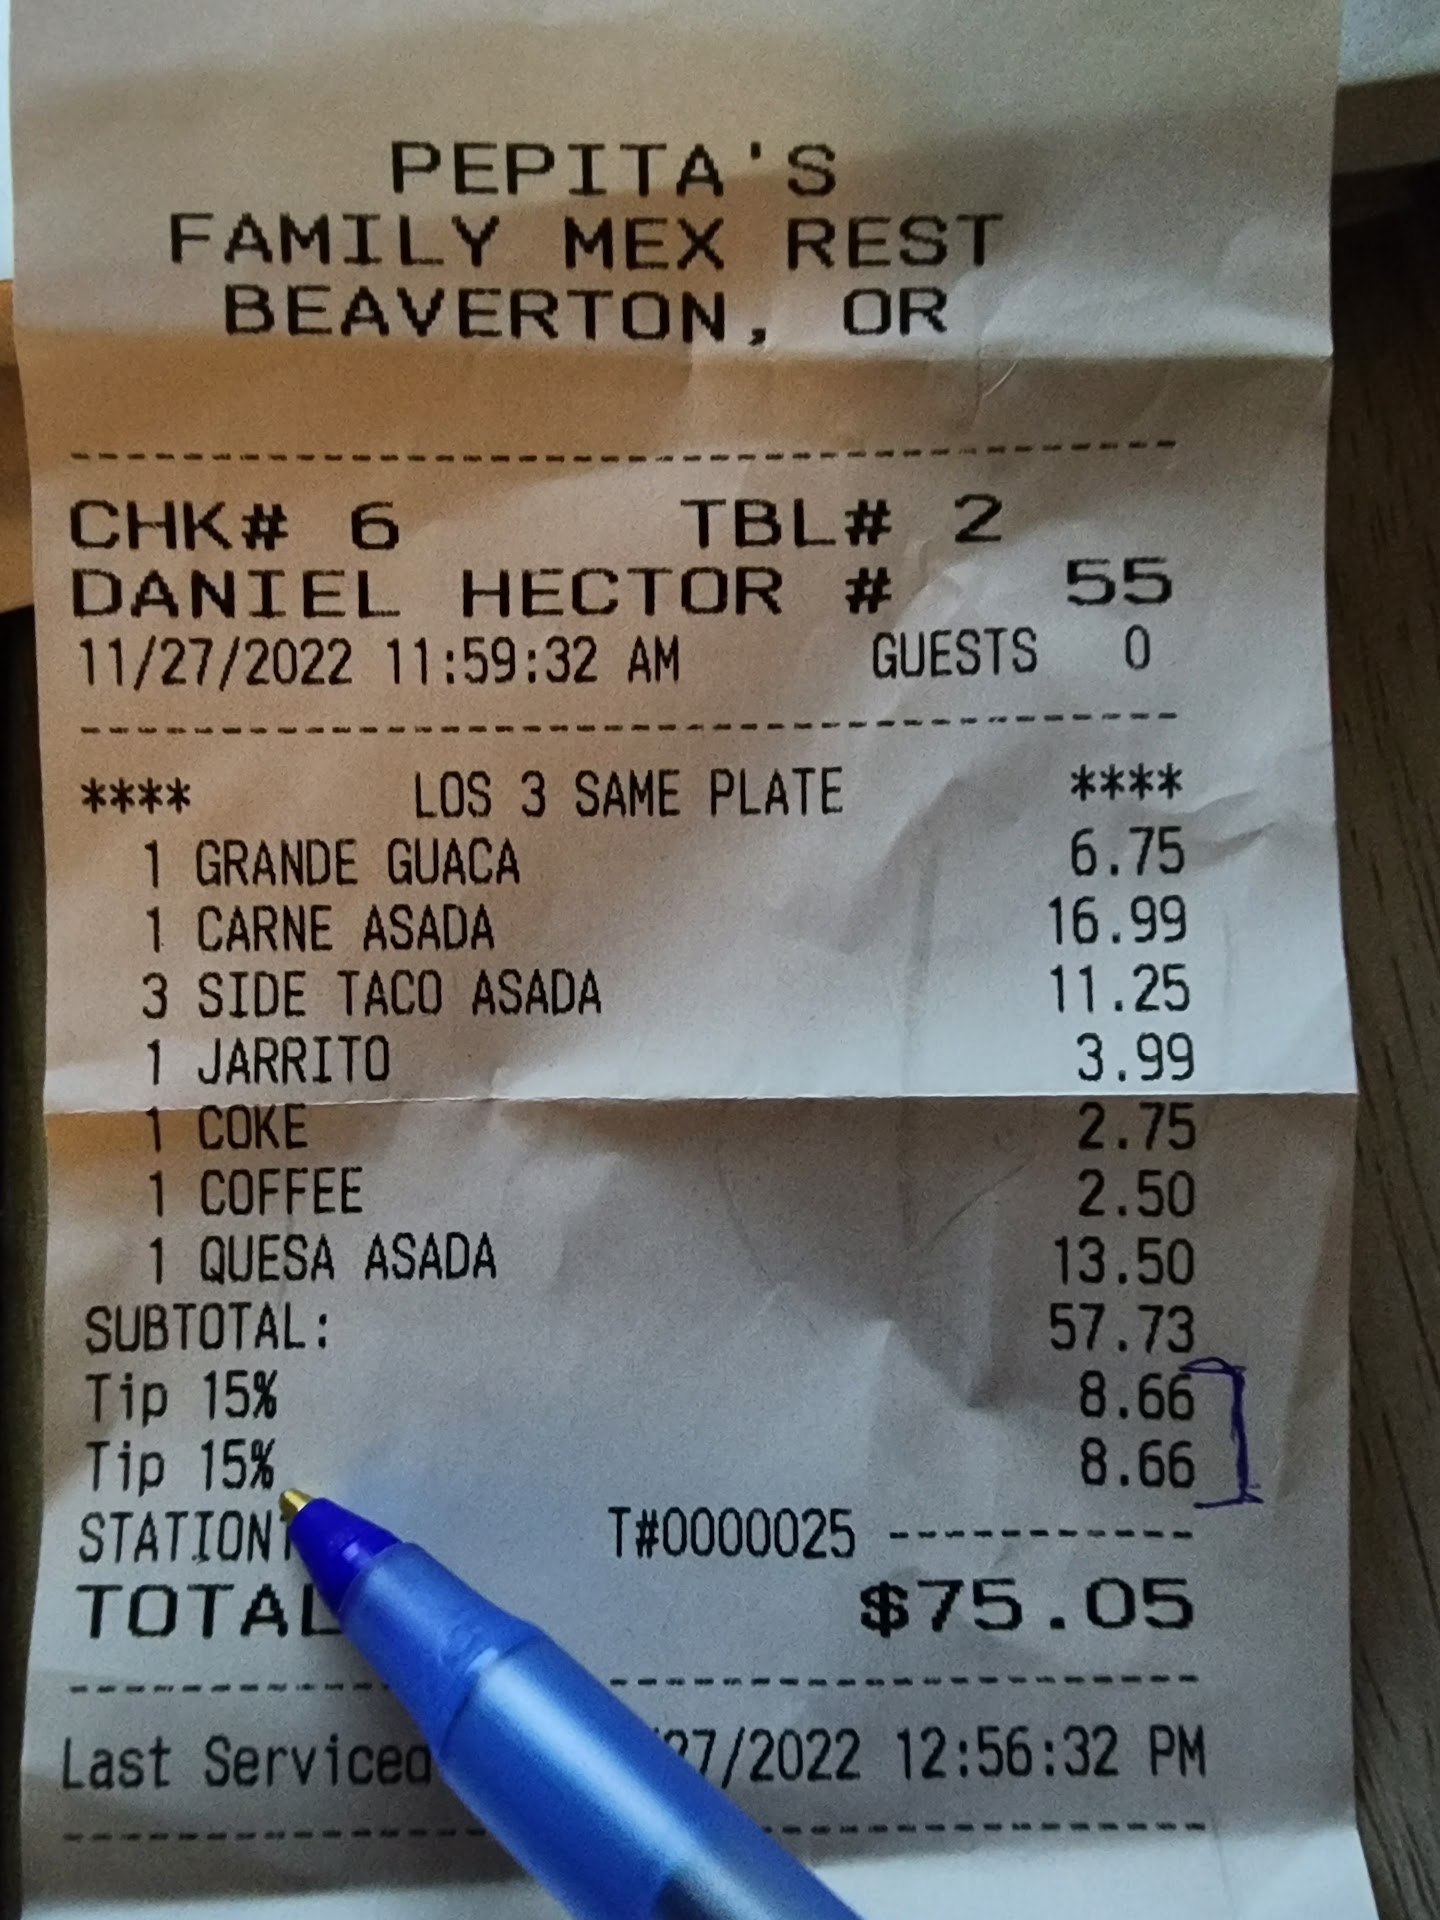 PEPITA'S
FAMILY MEX REST
BEAVERTON, OR
CHK# 6 TBL# 2
DANIEL HECTOR # 55
11/27/2022 11:59:32 AM GUESTS 0
**** LOS 3 SAME PLATE ****
1 GRANDE GUACA 6.75
1 CARNE ASADA 16.99
3 SIDE TACO ASADA 11.25
1 JARRITO 3.99
1 COKE 2.75
1 COFFEE 2.50
1 QUESA ASADA 13.50
SUBTOTAL: 57.73
Tip 15% 8.66
Tip 15% 8.66
STATION T#0000025 -----------
TOTAL $75.05
Last Serviced /27/2022 12:56:32 PM